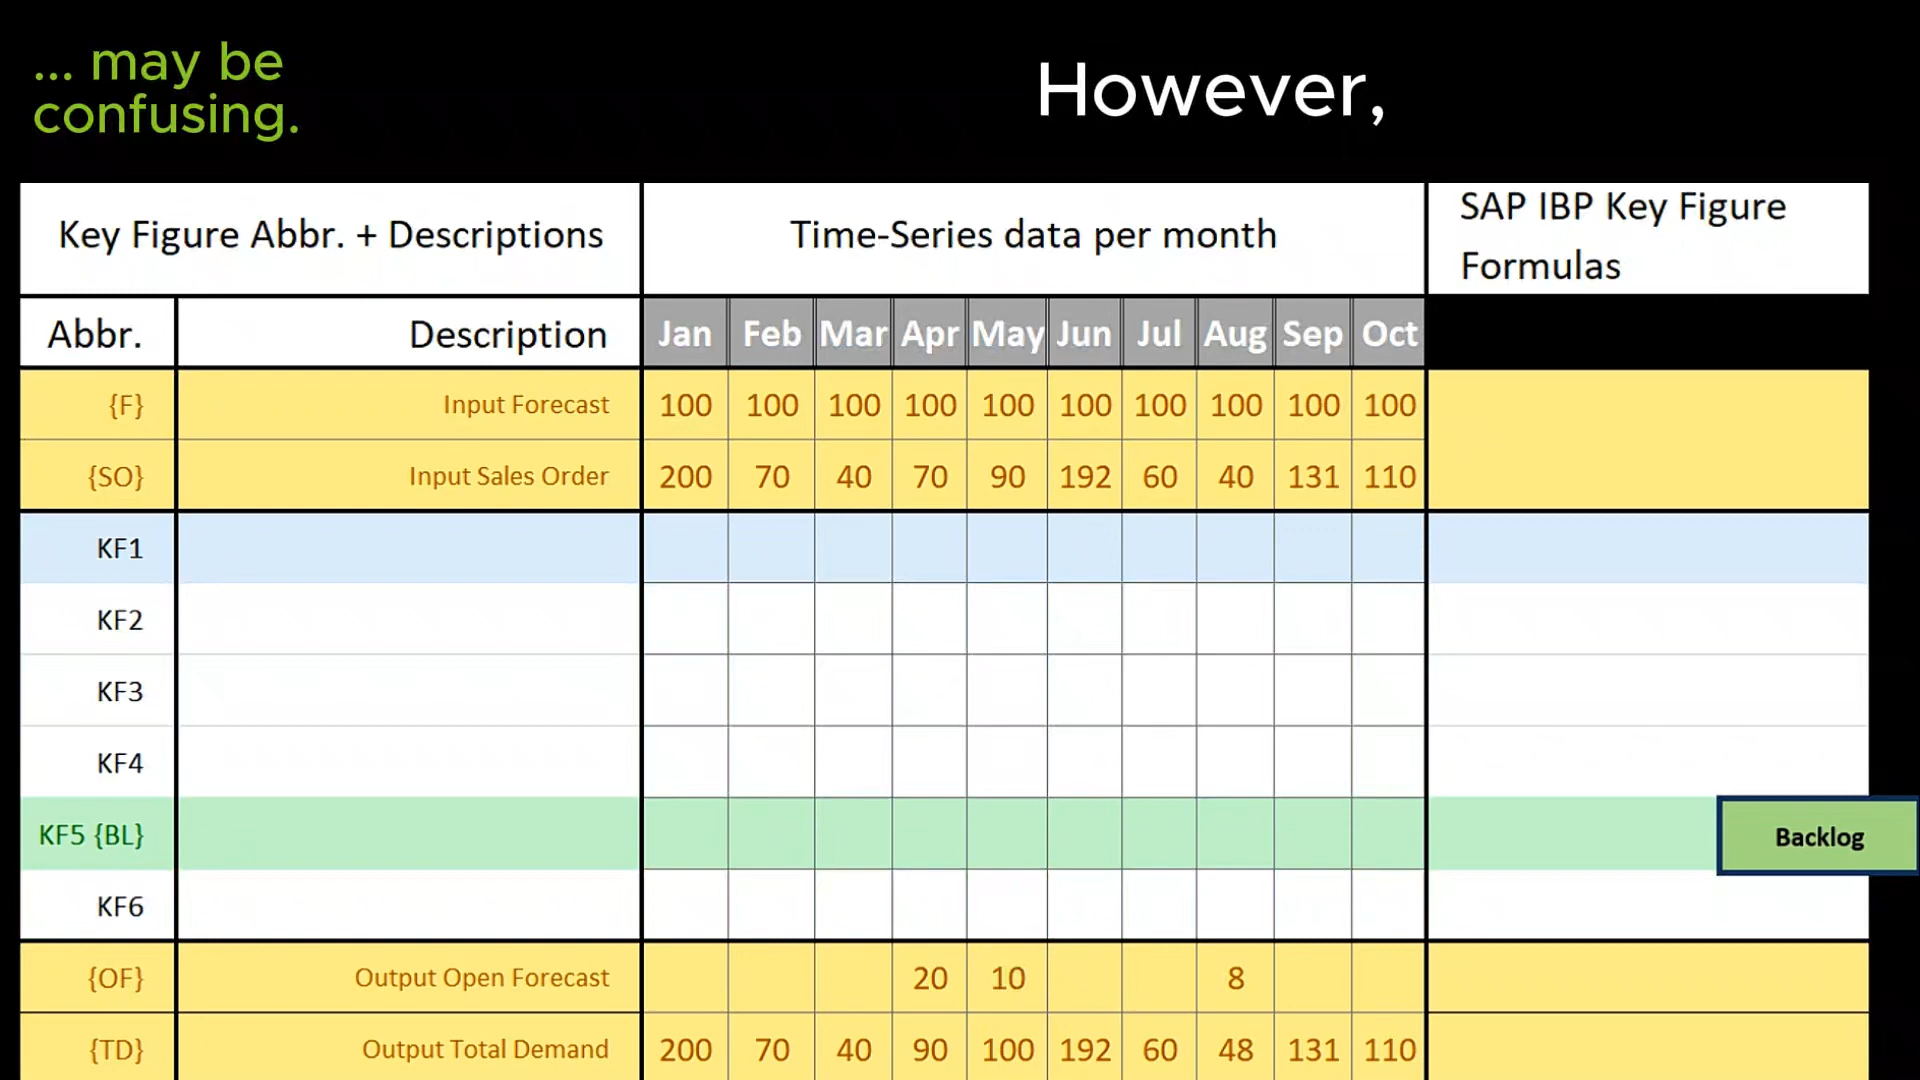 ... may be
confusing.
However,
Key Figure Abbr. + Descriptions
Time-Series data per month
SAP IBP Key Figure
Formulas
Abbr. Description Jan Feb Mar Apr May Jun Jul Aug Sep Oct
{F} Input Forecast 100 100 100 100 100 100 100 100 100 100
{SO} Input Sales Order 200 70 40 70 90 192 60 40 131 110
KF1
KF2
KF3
KF4
KF5 {BL} Backlog
KF6
{OF} Output Open Forecast 20 10 8
{TD} Output Total Demand 200 70 40 90 100 192 60 48 131 110